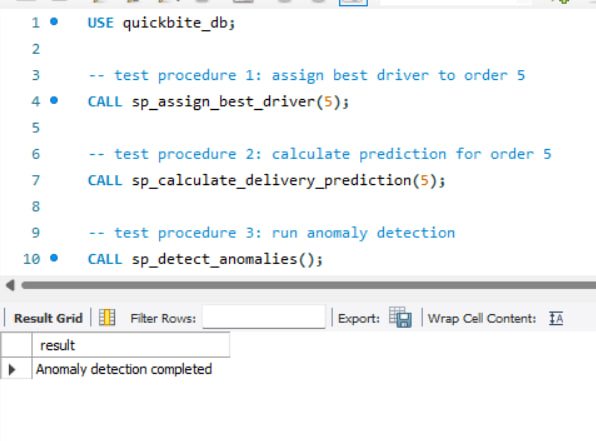 1 USE quickbite_db;
2
3 -- test procedure 1: assign best driver to order 5
4 CALL sp_assign_best_driver(5);
5
6 -- test procedure 2: calculate prediction for order 5
7 CALL sp_calculate_delivery_prediction(5);
8
9 -- test procedure 3: run anomaly detection
10 CALL sp_detect_anomalies();
Result Grid Filter Rows: Export: Wrap Cell Content:
result
Anomaly detection completed